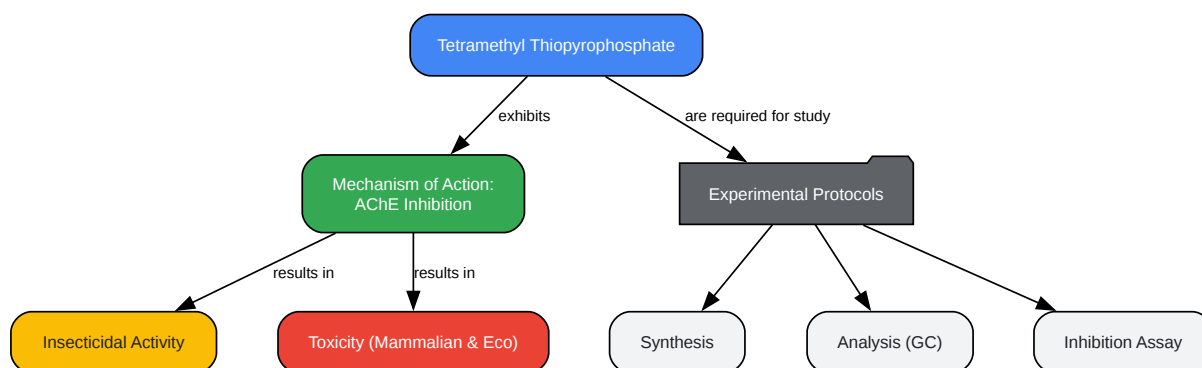 Tetramethyl Thiopyrophosphate
exhibits
are required for study
Mechanism of Action:
AChE Inhibition
Experimental Protocols
results in
results in
Insecticidal Activity
Toxicity (Mammalian & Eco)
Synthesis
Analysis (GC)
Inhibition Assay